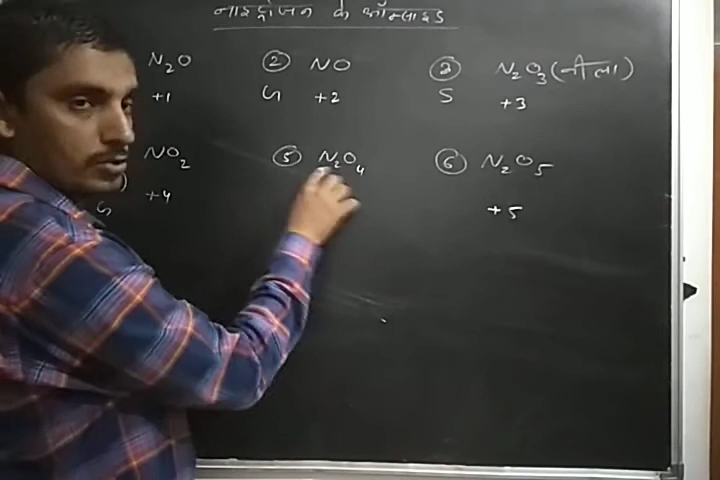 नाइट्रोजन के ऑक्साइड
N₂O ② NO ③ N₂O₃ (नीला)
+1 G +2 S +3
NO₂ ⑤ N₂O₄ ⑥ N₂O₅
G +4 +5